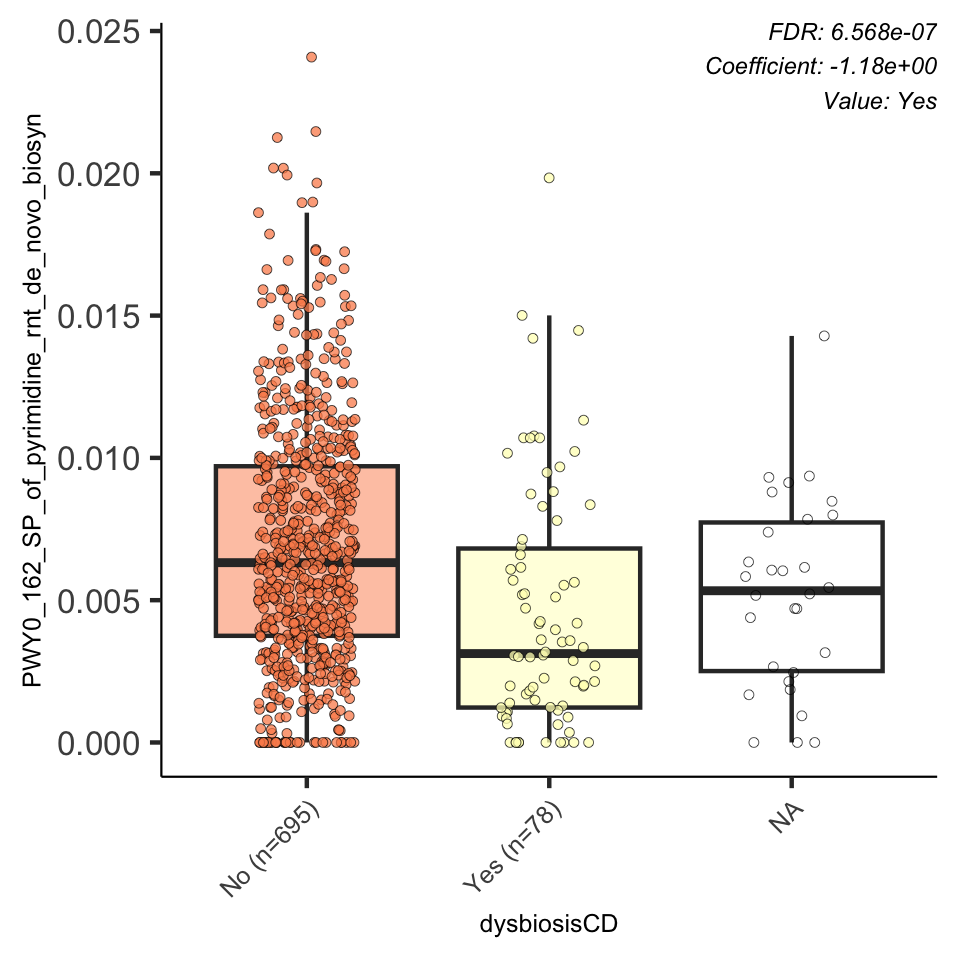 FDR: 6.568e-07
Coefficient: -1.18e+00
Value: Yes
PWY0_162_SP_of_pyrimidine_rnt_de_novo_biosyn
0.025
0.020
0.015
0.010
0.005
0.000
No (n=695)
Yes (n=78)
NA
dysbiosisCD